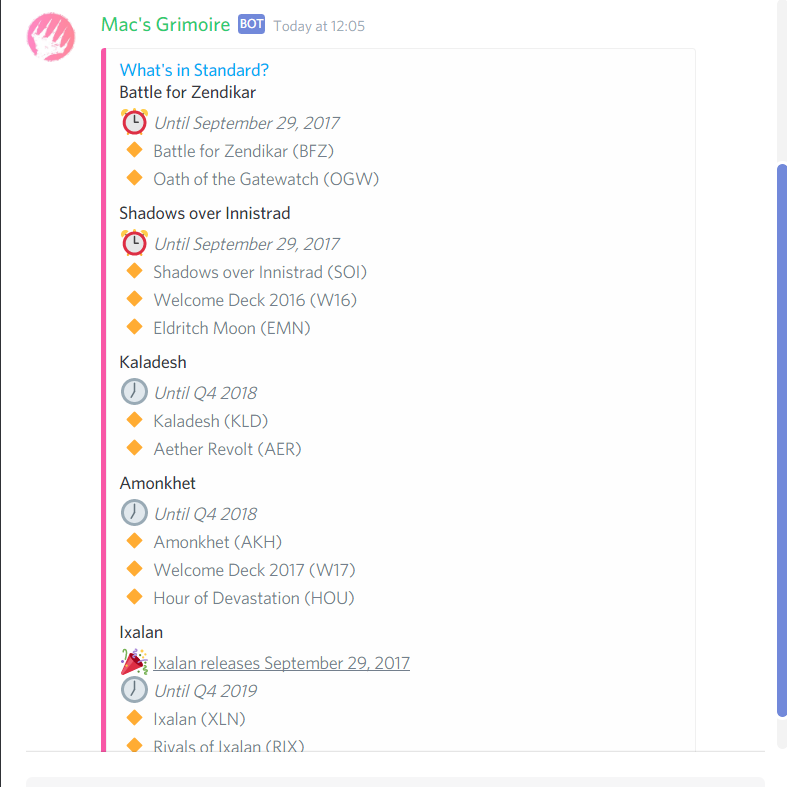 Mac's Grimoire BOT Today at 12:05
What's in Standard?
Battle for Zendikar
Until September 29, 2017
Battle for Zendikar (BFZ)
Oath of the Gatewatch (OGW)
Shadows over Innistrad
Until September 29, 2017
Shadows over Innistrad (SOI)
Welcome Deck 2016 (W16)
Eldritch Moon (EMN)
Kaladesh
Until Q4 2018
Kaladesh (KLD)
Aether Revolt (AER)
Amonkhet
Until Q4 2018
Amonkhet (AKH)
Welcome Deck 2017 (W17)
Hour of Devastation (HOU)
Ixalan
Ixalan releases September 29, 2017
Until Q4 2019
Ixalan (XLN)
Rivals of Ixalan (RIX)